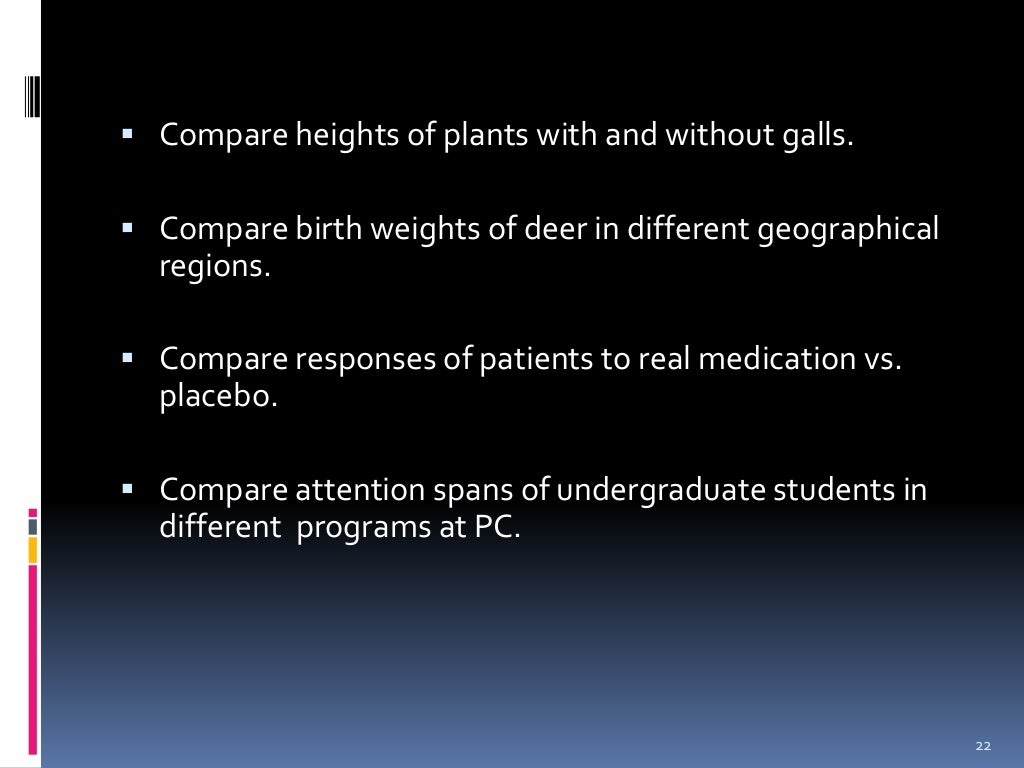 ▪ Compare heights of plants with and without galls.
▪ Compare birth weights of deer in different geographical
regions.
▪ Compare responses of patients to real medication vs.
placebo.
▪ Compare attention spans of undergraduate students in
different  programs at PC.
22